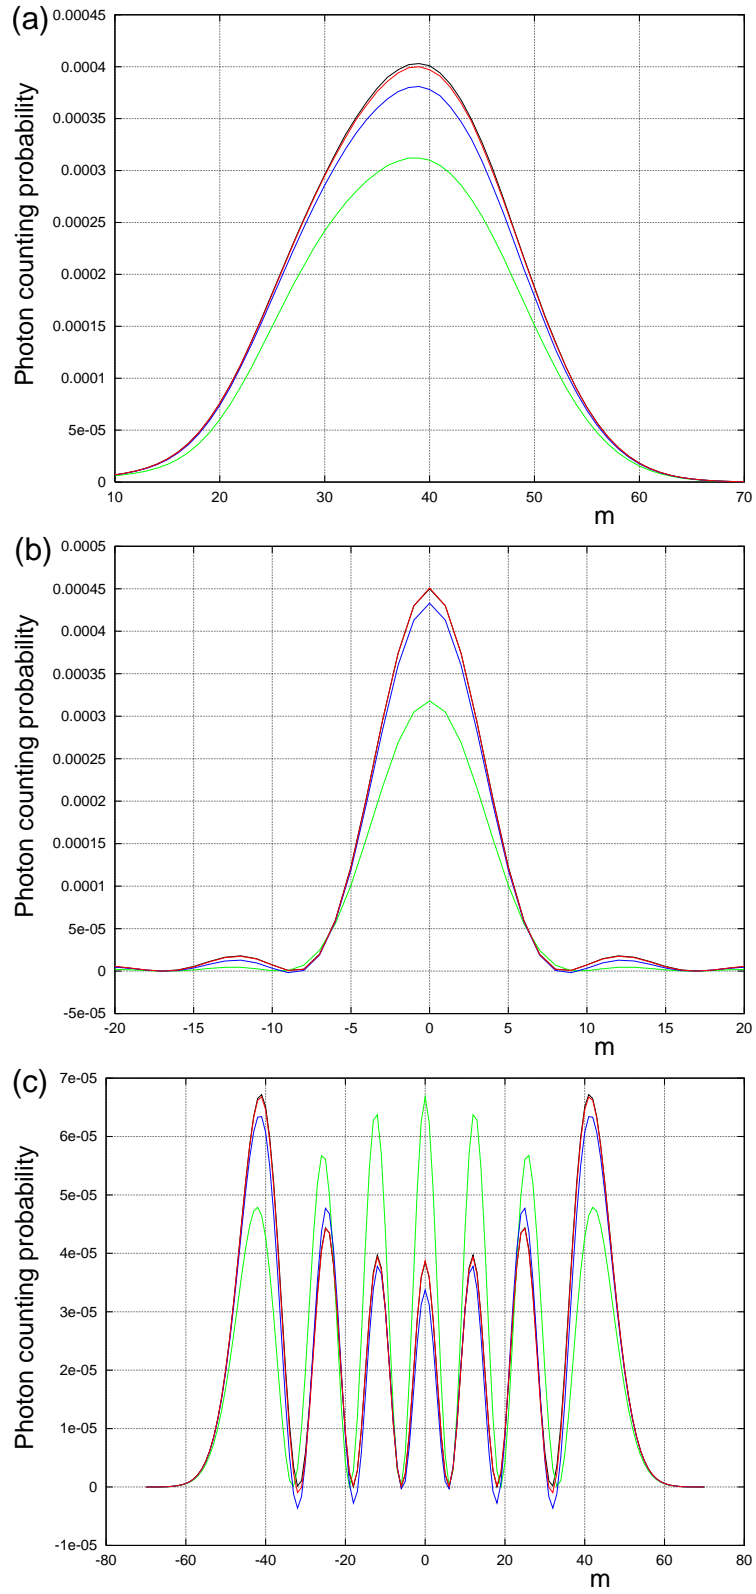 (a)
0.00045
0.0004
0.00035
0.0003
0.00025
0.0002
0.00015
0.0001
5e-05
0
Photon counting probability
10 20 30 40 50 60 70
m
(b)
0.0005
0.00045
0.0004
0.00035
0.0003
0.00025
0.0002
0.00015
0.0001
5e-05
0
-5e-05
Photon counting probability
-20 -15 -10 -5 0 5 10 15 20
m
(c)
7e-05
6e-05
5e-05
4e-05
3e-05
2e-05
1e-05
0
-1e-05
Photon counting probability
-80 -60 -40 -20 0 20 40 60 80
m